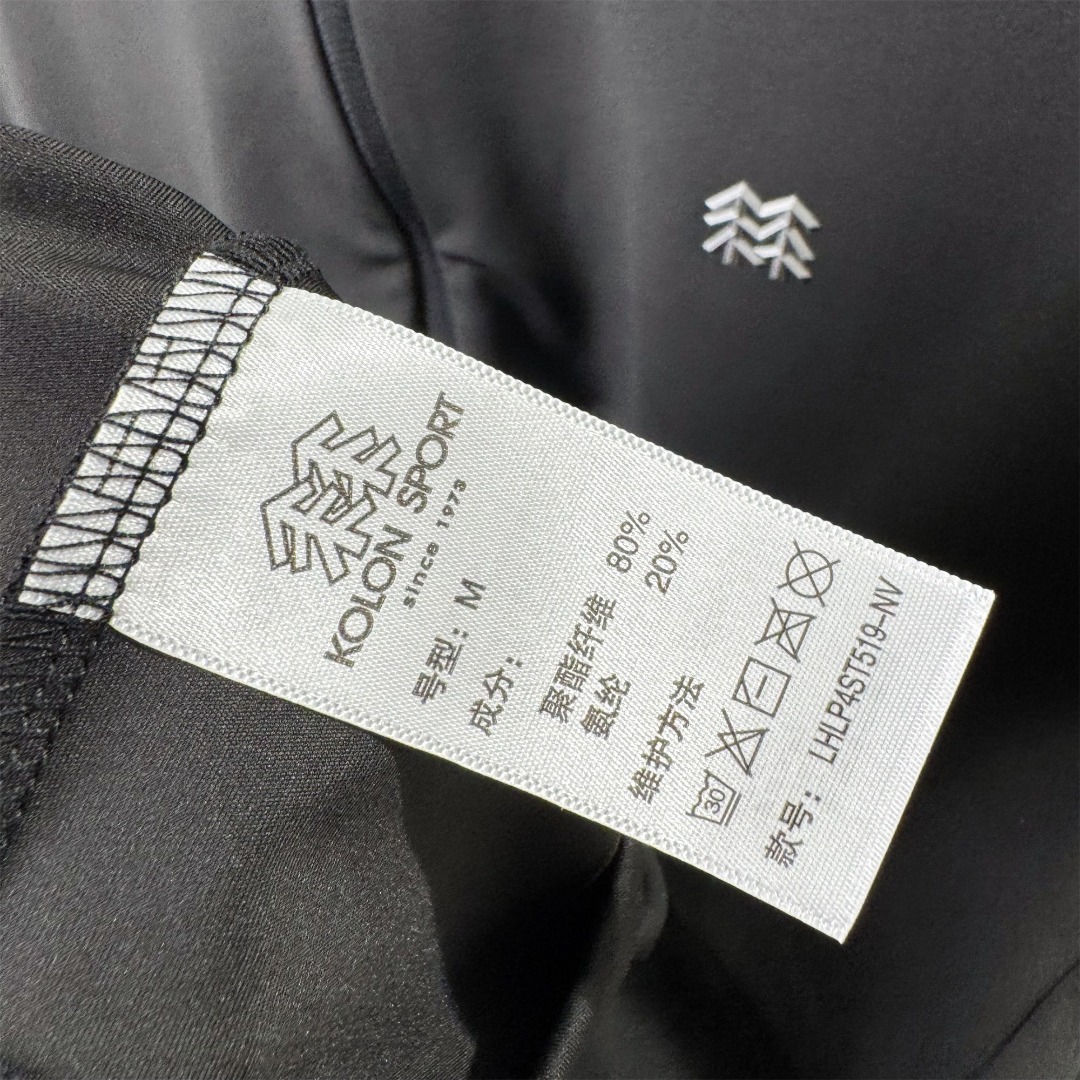 KOLON SPORT
since 1973
号型: M
成分:
聚酯纤维 80%
氨纶 20%
维护方法
30
款号: LHLP4ST519-NV